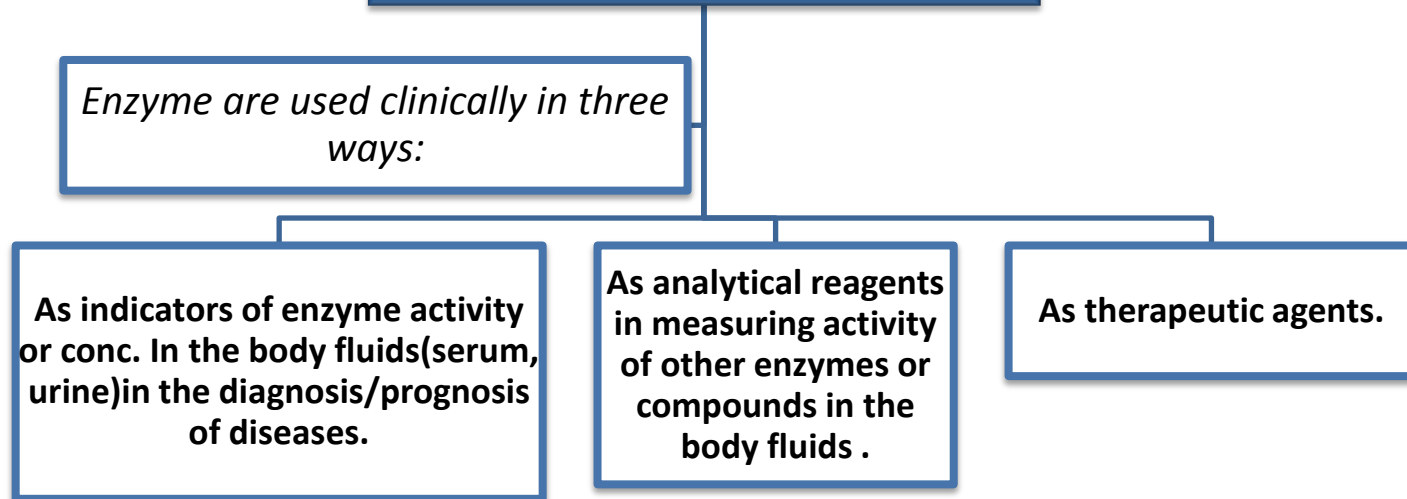 Enzyme are used clinically in three
ways:
As indicators of enzyme activity
or conc. In the body fluids(serum,
urine)in the diagnosis/prognosis
of diseases.
As analytical reagents
in measuring activity
of other enzymes or
compounds in the
body fluids .
As therapeutic agents.